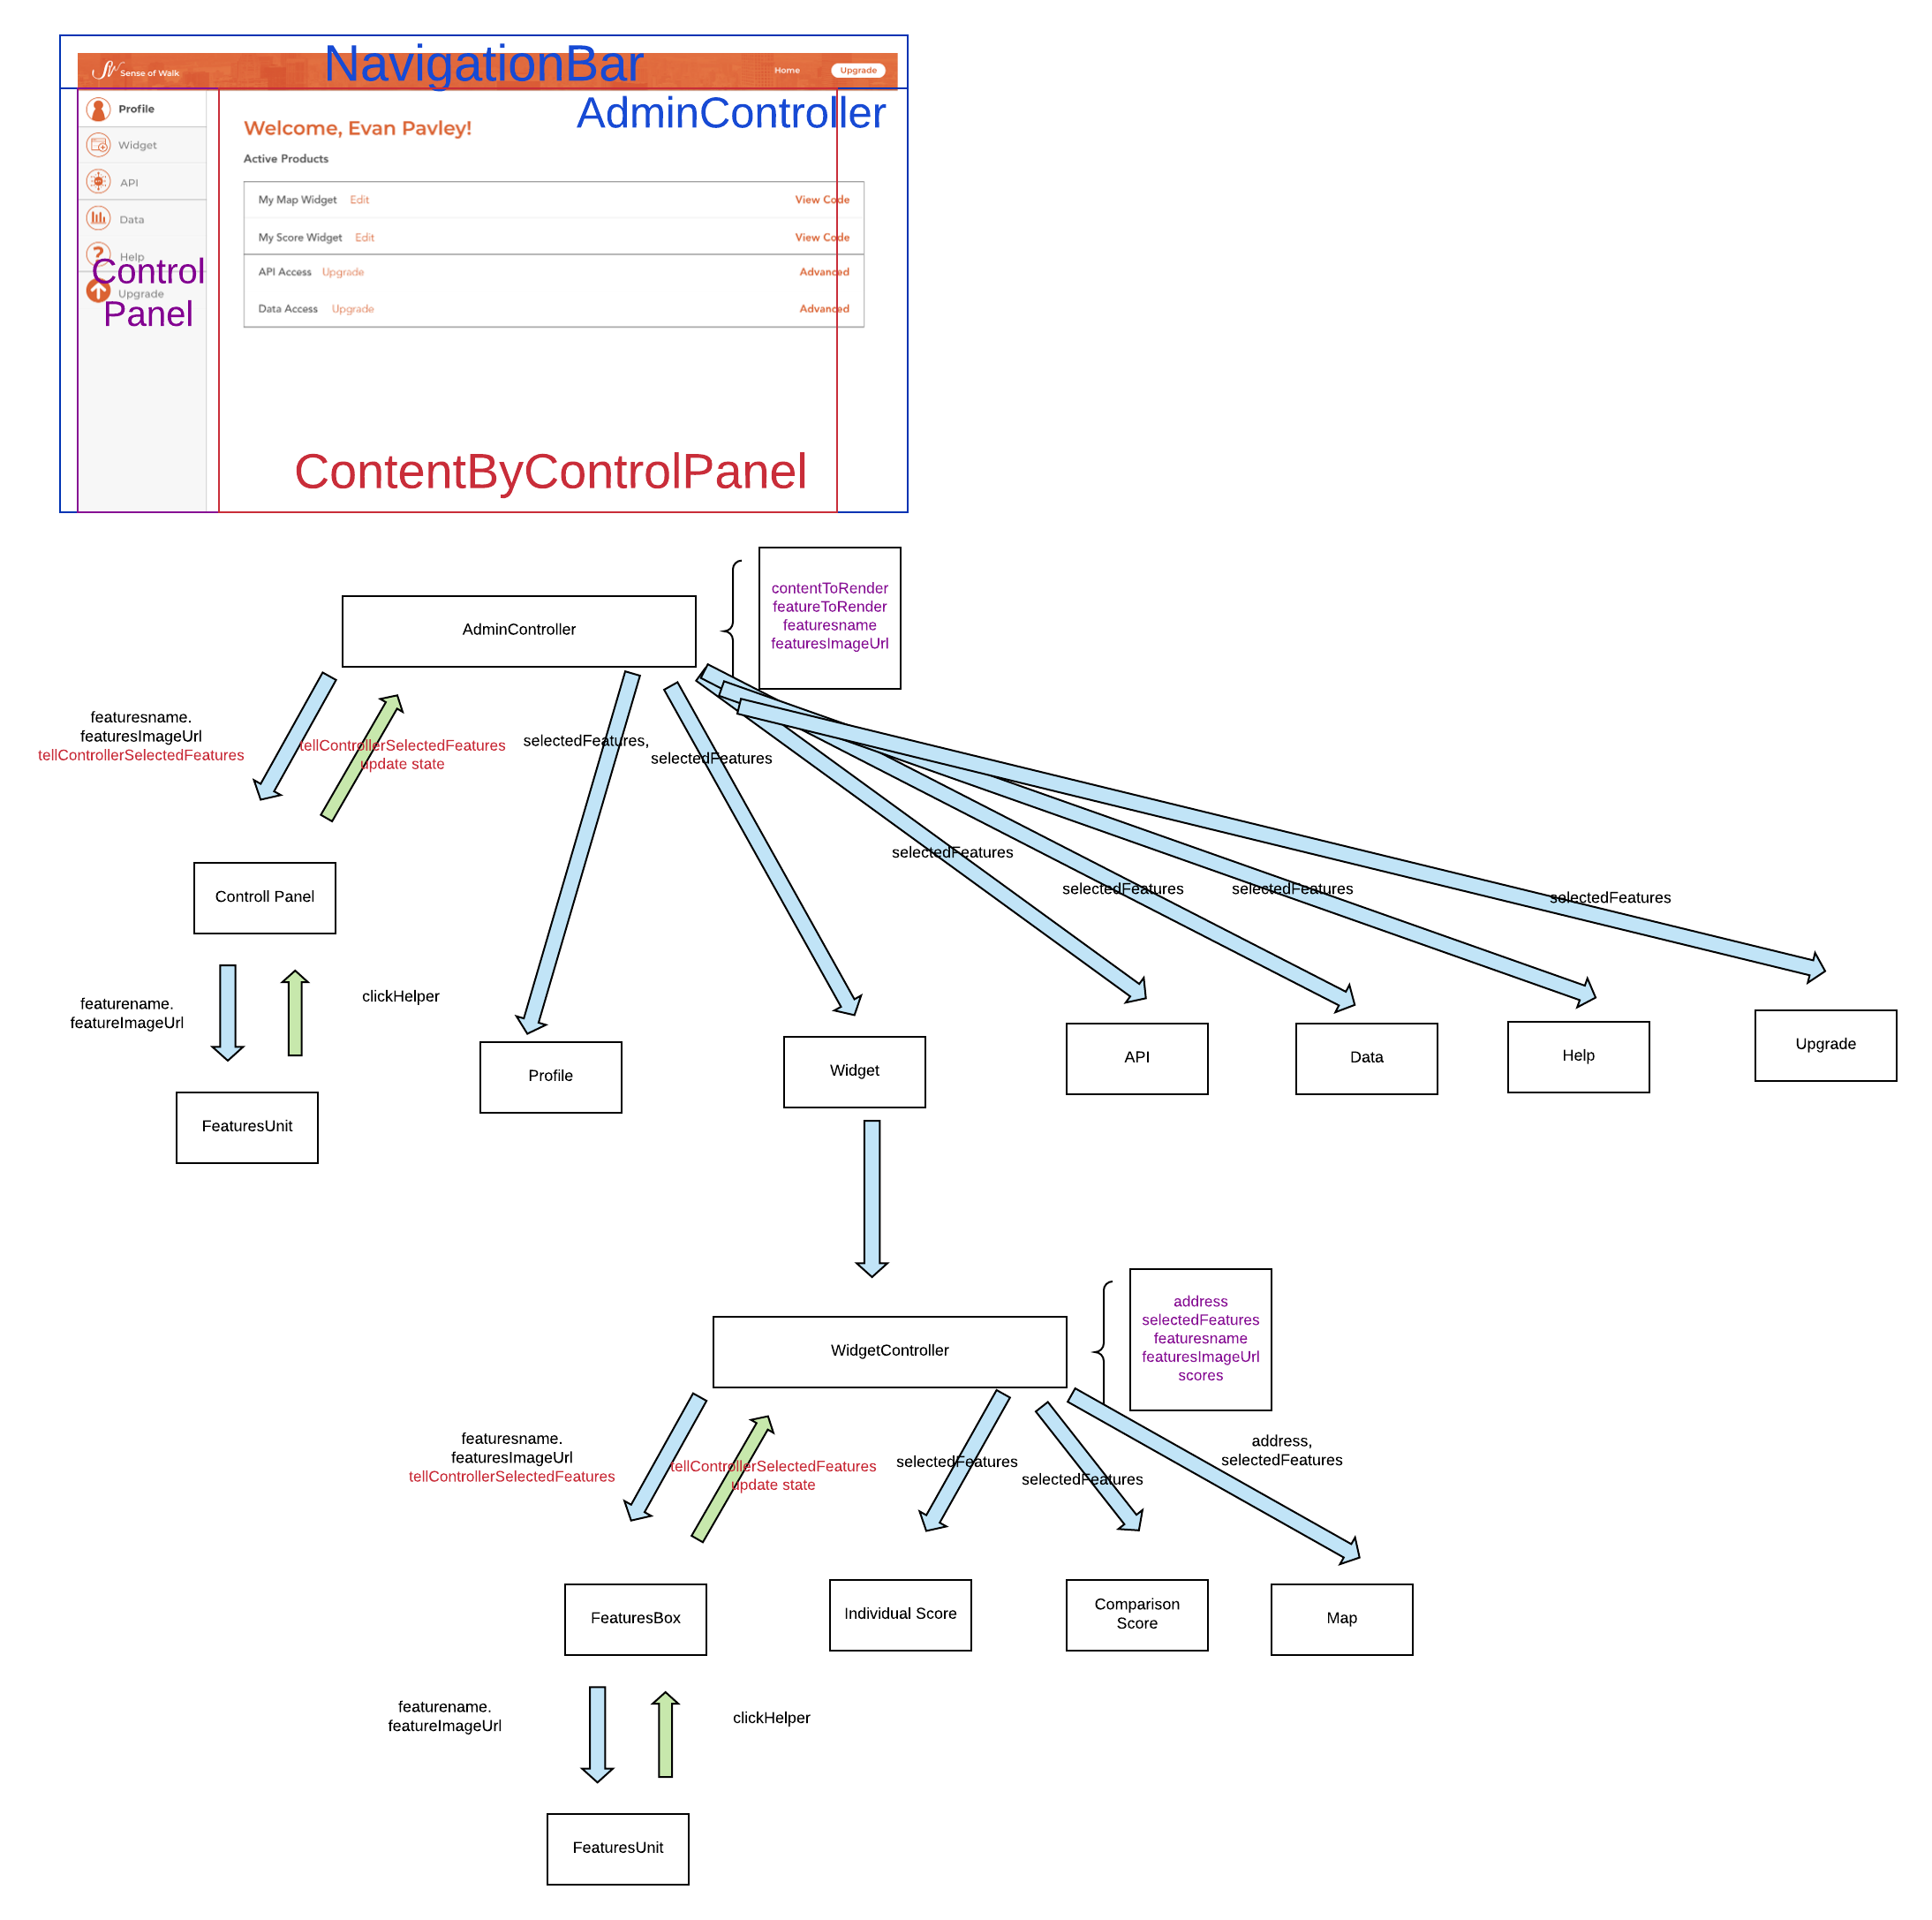 NavigationBar
Sense of Walk
Home
Upgrade
AdminController
Profile
Widget
API
Data
Help
Upgrade
Control
Panel
Welcome, Evan Pavley!
Active Products
My Map Widget Edit View Code
My Score Widget Edit View Code
API Access Upgrade Advanced
Data Access Upgrade Advanced
ContentByControlPanel
AdminController
contentToRender
featureToRender
featuresname
featuresImageUrl
featuresname.
featuresImageUrl
tellControllerSelectedFeatures
tellControllerSelectedFeatures
update state
selectedFeatures,
selectedFeatures
selectedFeatures
selectedFeatures
selectedFeatures
selectedFeatures
Controll Panel
featurename.
featureImageUrl
clickHelper
FeaturesUnit
Profile
Widget
API
Data
Help
Upgrade
WidgetController
address
selectedFeatures
featuresname
featuresImageUrl
scores
featuresname.
featuresImageUrl
tellControllerSelectedFeatures
tellControllerSelectedFeatures
update state
selectedFeatures
selectedFeatures
address,
selectedFeatures
FeaturesBox
Individual Score
Comparison
Score
Map
featurename.
featureImageUrl
clickHelper
FeaturesUnit